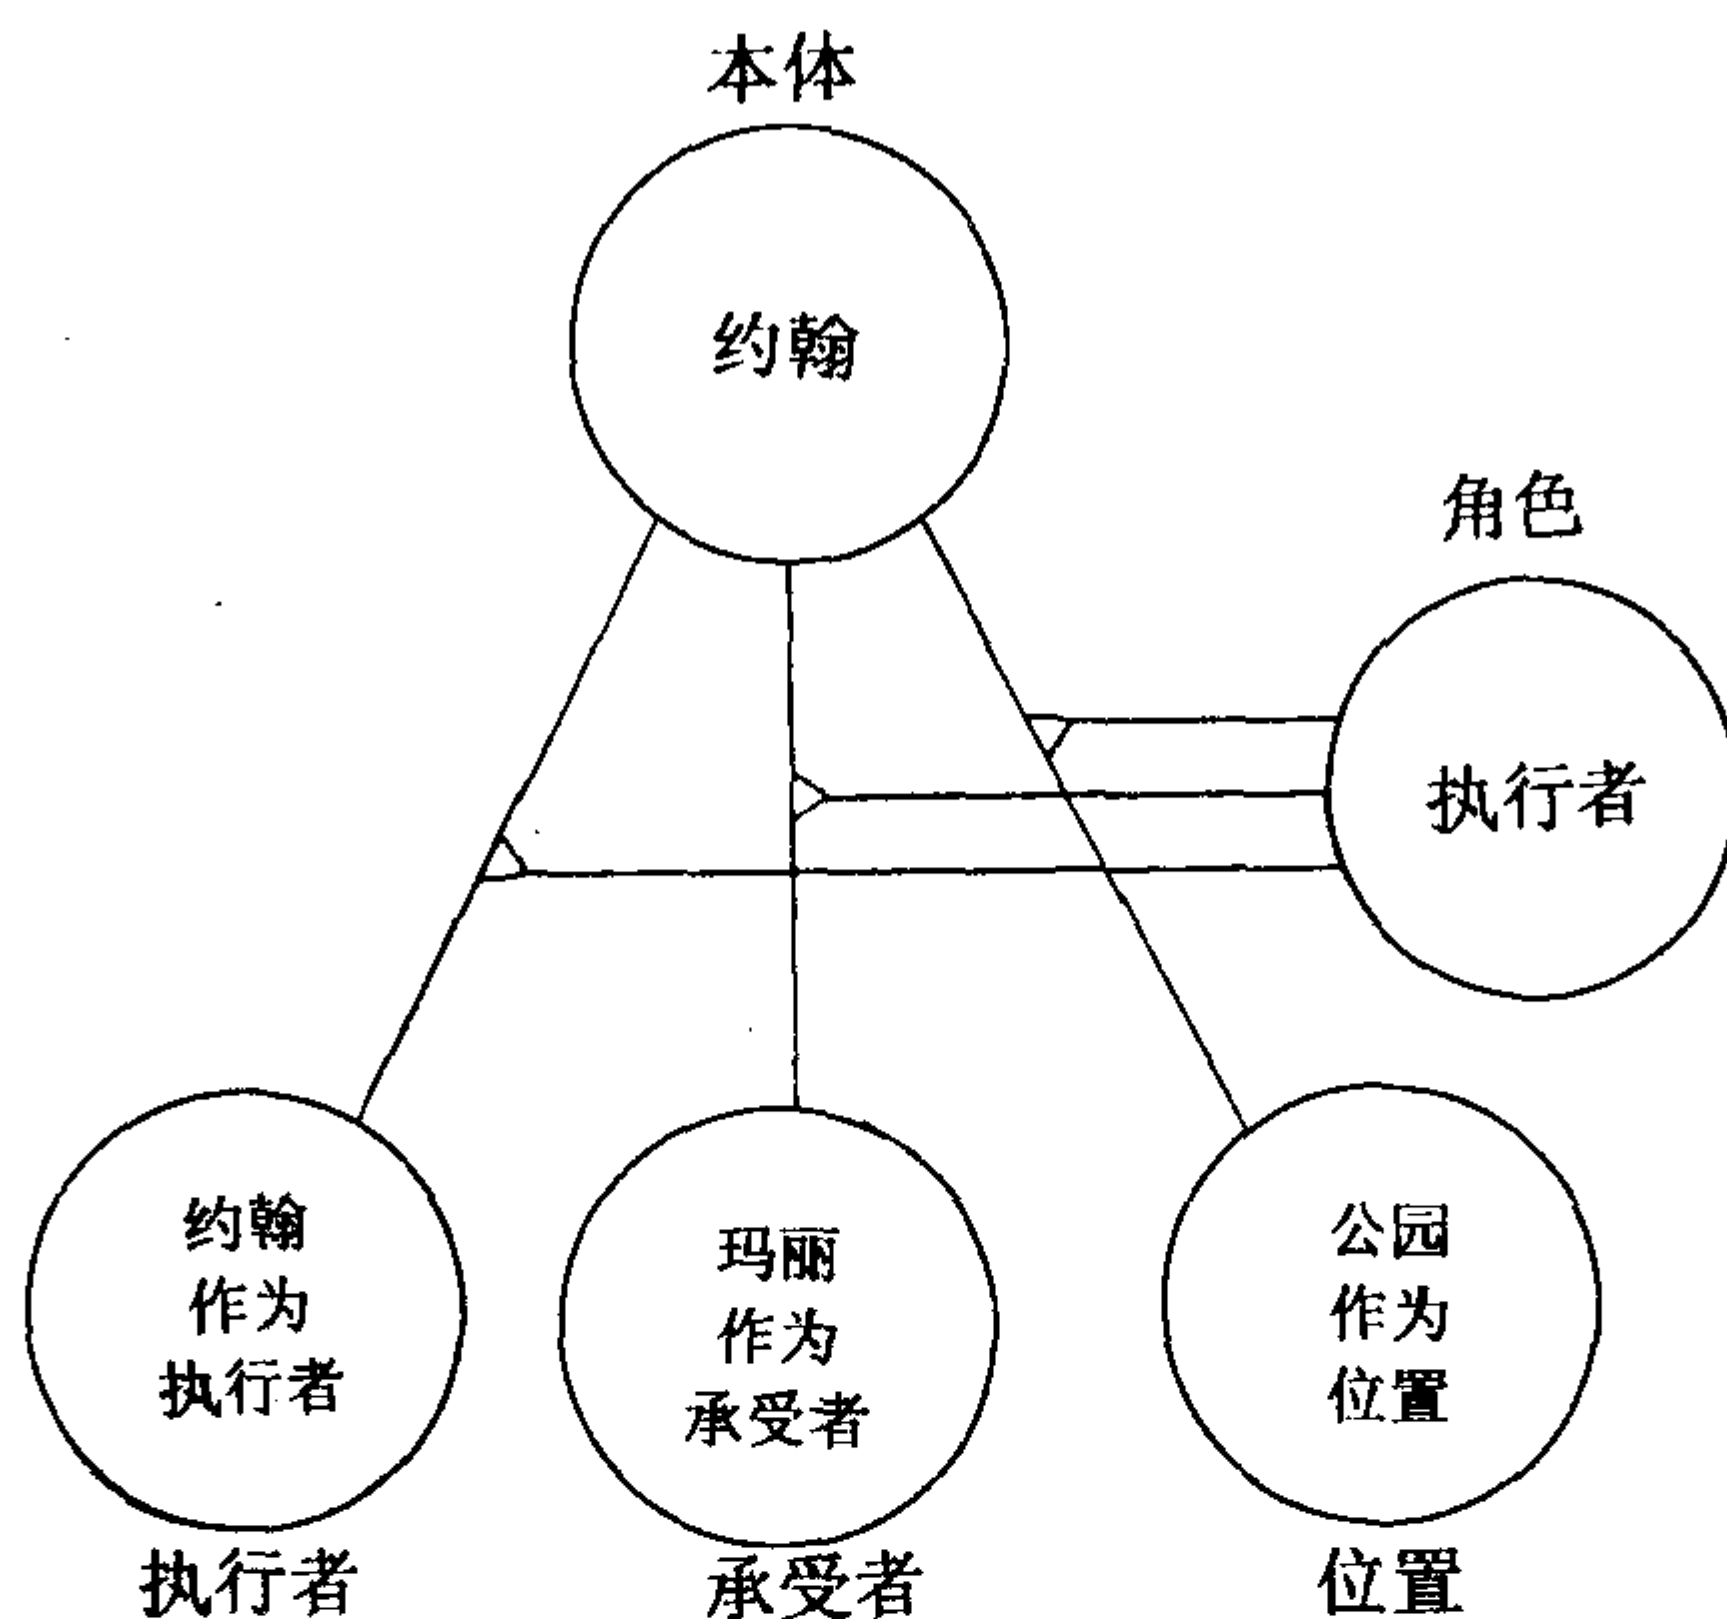 本体
约翰
角色
执行者
约翰
作为
执行者
玛丽
作为
承受者
公园
作为
位置
执行者
承受者
位置